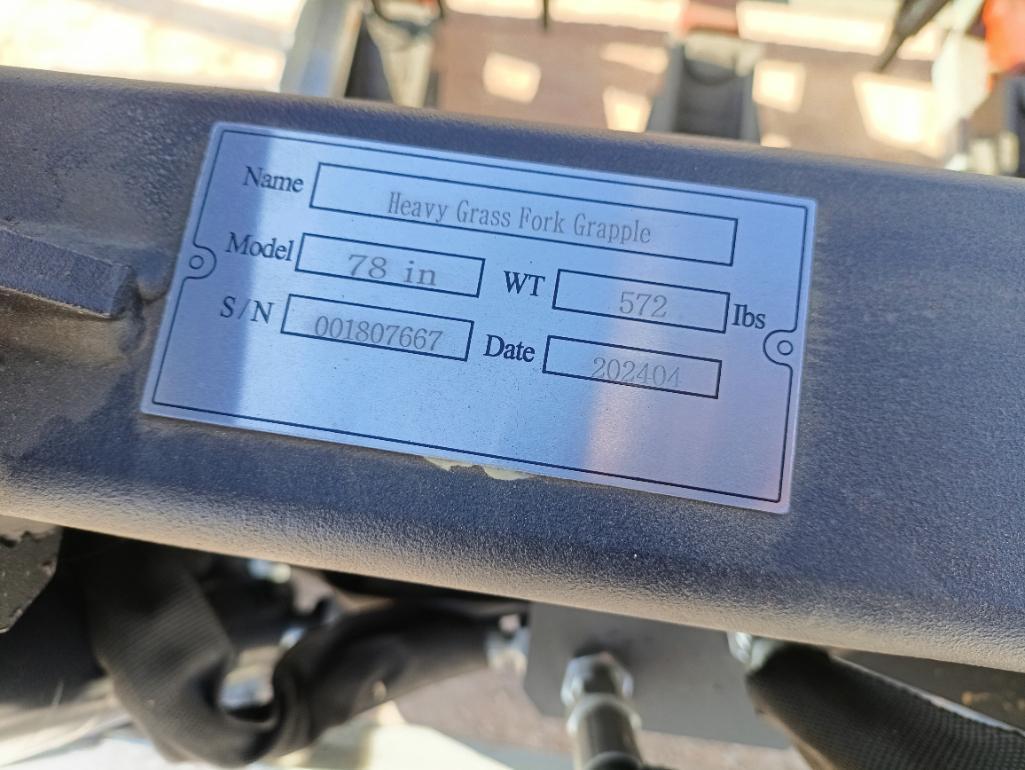 Name Heavy Grass Fork Grapple
Model 78 in WT 572 lbs
S/N 001807667 Date 202404